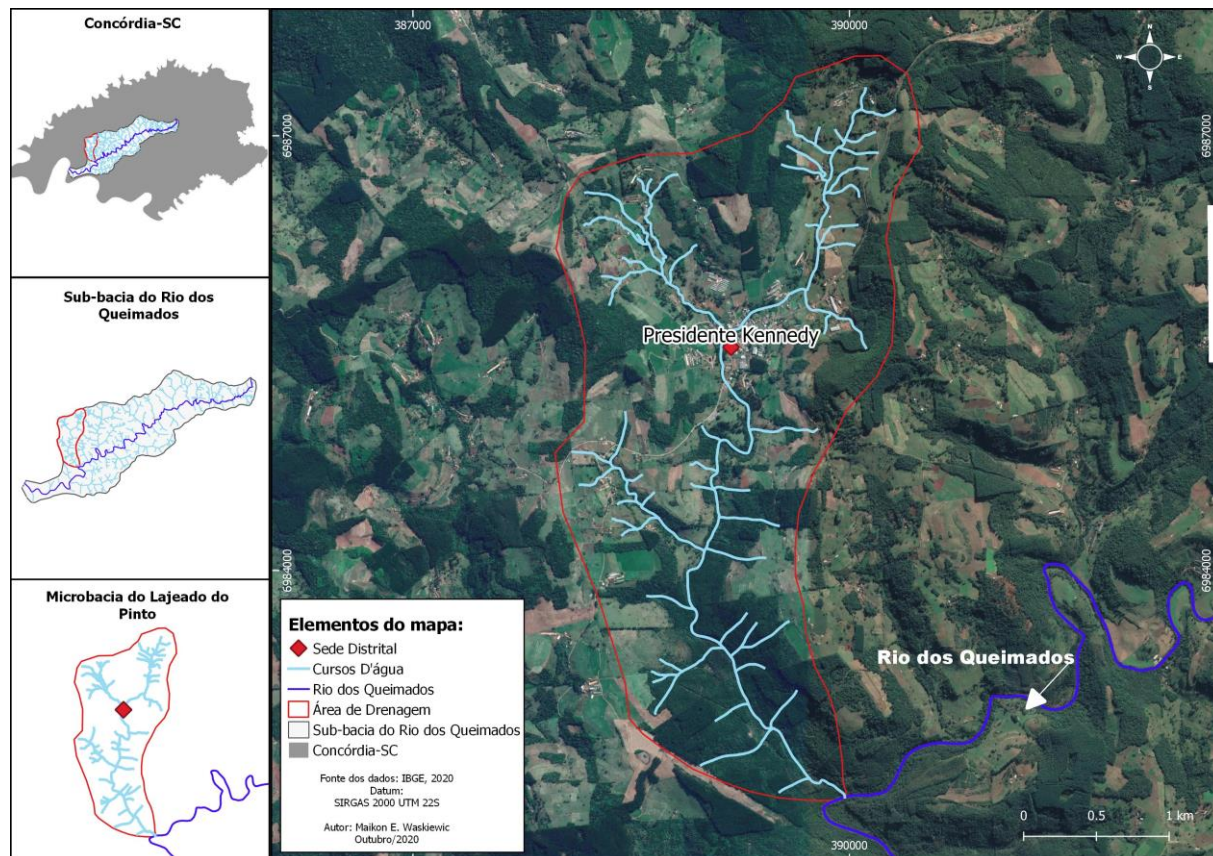 Concórdia-SC
Sub-bacia do Rio dos
Queimados
Microbacia do Lajeado do
Pinto
387000
390000
N
W
E
S
6987000
6987000
Presidente Kennedy
6984000
6984000
Rio dos Queimados
Elementos do mapa:
Sede Distrital
Cursos D'água
Rio dos Queimados
Área de Drenagem
Sub-bacia do Rio dos Queimados
Concórdia-SC
Fonte dos dados: IBGE, 2020
Datum:
SIRGAS 2000 UTM 22S
Autor: Maikon E. Waskiewic
Outubro/2020
0 0.5 1 km
390000